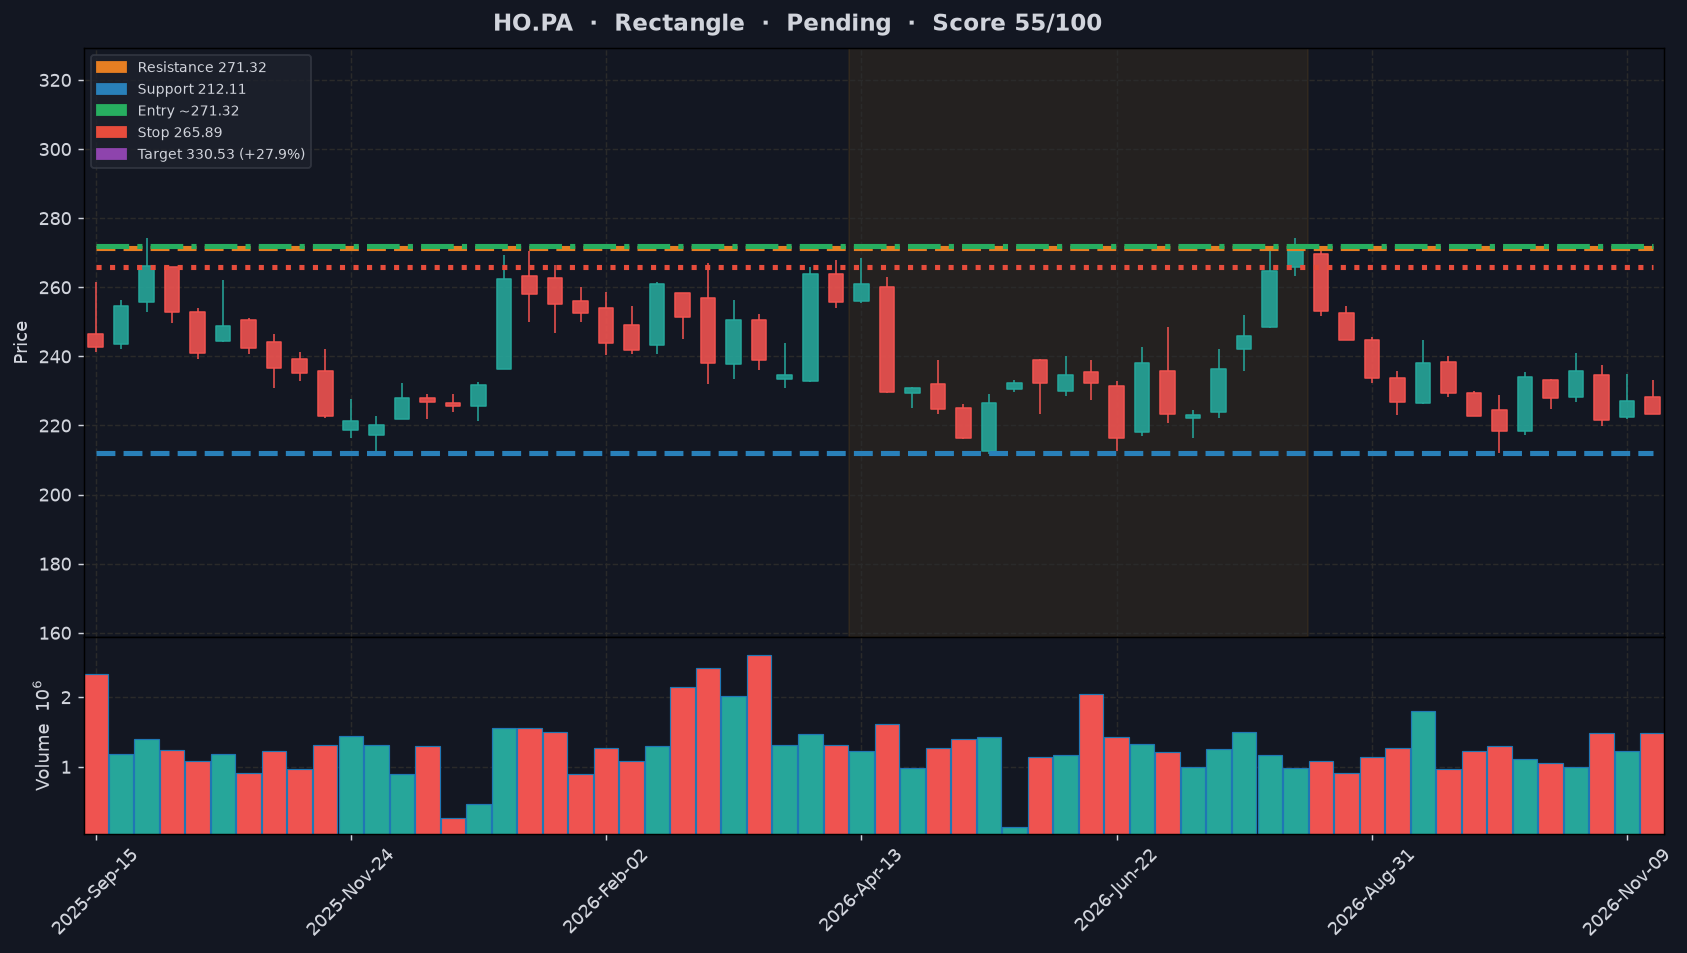 HO.PA · Rectangle · Pending · Score 55/100
Resistance 271.32
Support 212.11
Entry ~271.32
Stop 265.89
Target 330.53 (+27.9%)
Price
320
300
280
260
240
220
200
180
160
Volume 10⁶
2
1
2025-Sep-15
2025-Nov-24
2026-Feb-02
2026-Apr-13
2026-Jun-22
2026-Aug-31
2026-Nov-09